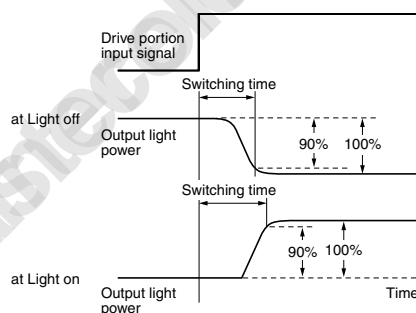 Drive portion
input signal
Switching time
at Light off
Output light
power
90%
100%
Switching time
90%
100%
at Light on
Output light
power
Time